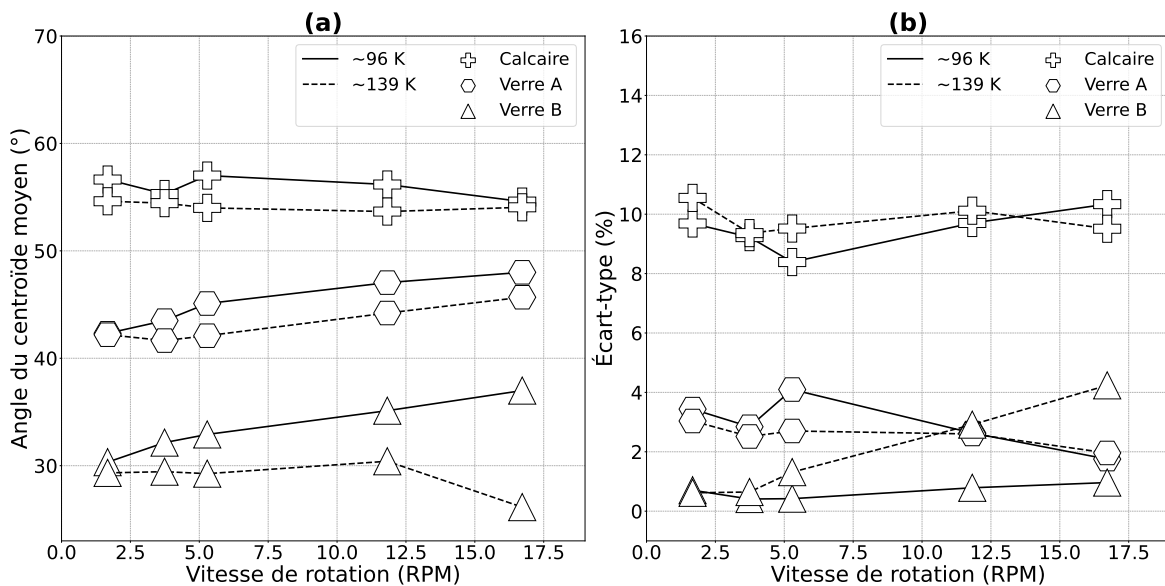 (a)
70
60
50
40
30
Angle du centroïde moyen (°)
~96 K
~139 K
Calcaire
Verre A
Verre B
0.0 2.5 5.0 7.5 10.0 12.5 15.0 17.5
Vitesse de rotation (RPM)
(b)
16
14
12
10
8
6
4
2
0
Écart-type (%)
~96 K
~139 K
Calcaire
Verre A
Verre B
0.0 2.5 5.0 7.5 10.0 12.5 15.0 17.5
Vitesse de rotation (RPM)